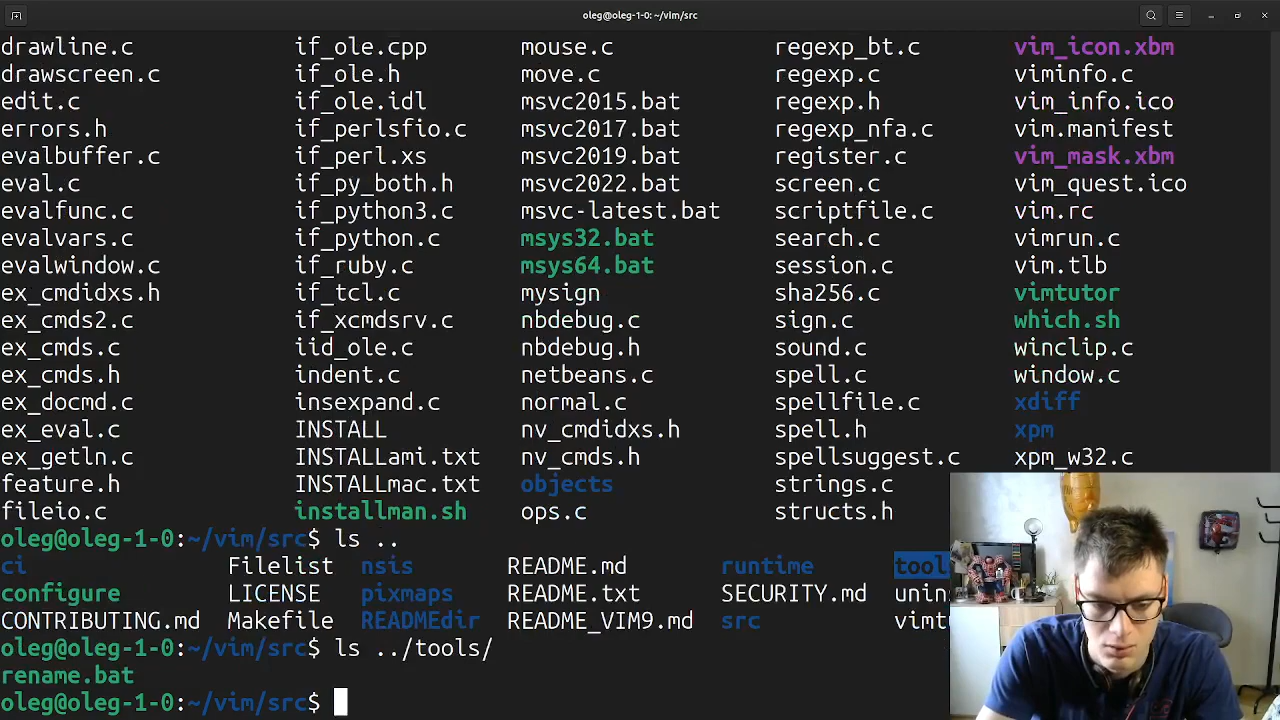 oleg@oleg-1-0:~/vim/src
drawline.c if_ole.cpp mouse.c regexp_bt.c vim_icon.xbm
drawscreen.c if_ole.h move.c regexp.c viminfo.c
edit.c if_ole.idl msvc2015.bat regexp.h vim_info.ico
errors.h if_perlsfio.c msvc2017.bat regexp_nfa.c vim.manifest
evalbuffer.c if_perl.xs msvc2019.bat register.c vim_mask.xbm
eval.c if_py_both.h msvc2022.bat screen.c vim_quest.ico
evalfunc.c if_python3.c msvc-latest.bat scriptfile.c vim.rc
evalvars.c if_python.c msys32.bat search.c vimrun.c
evalwindow.c if_ruby.c msys64.bat session.c vim.tlb
ex_cmdidxs.h if_tcl.c mysign sha256.c vimtutor
ex_cmds2.c if_xcmdsrv.c nbdebug.c sign.c which.sh
ex_cmds.c iid_ole.c nbdebug.h sound.c winclip.c
ex_cmds.h indent.c netbeans.c spell.c window.c
ex_docmd.c insexpand.c normal.c spellfile.c xdiff
ex_eval.c INSTALL nv_cmdidxs.h spell.h xpm
ex_getln.c INSTALLami.txt nv_cmds.h spellsuggest.c xpm_w32.c
feature.h INSTALLmac.txt objects strings.c
fileio.c installman.sh ops.c structs.h
oleg@oleg-1-0:~/vim/src$ ls ..
ci Filelist nsis README.md runtime tool
configure LICENSE pixmaps README.txt SECURITY.md unin
CONTRIBUTING.md Makefile READMEdir README_VIM9.md src vimt
oleg@oleg-1-0:~/vim/src$ ls ../tools/
rename.bat
oleg@oleg-1-0:~/vim/src$